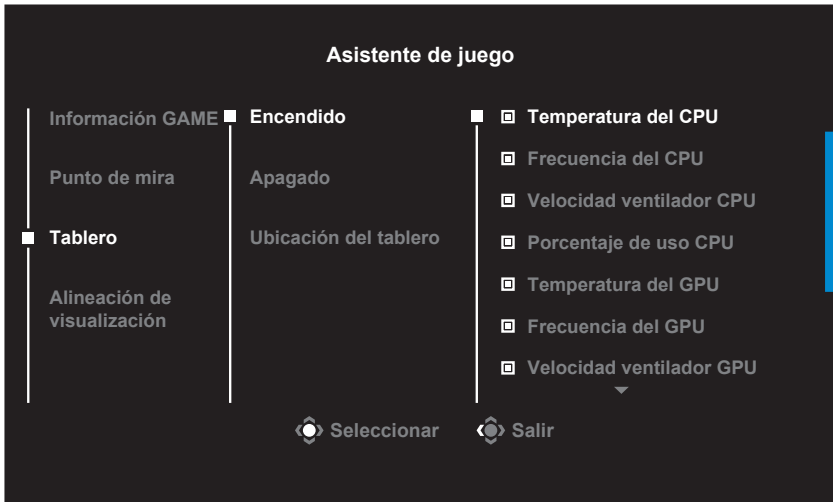 Asistente de juego
Información GAME
Punto de mira
Tablero
Alineación de
visualización
Encendido
Apagado
Ubicación del tablero
Temperatura del CPU
Frecuencia del CPU
Velocidad ventilador CPU
Porcentaje de uso CPU
Temperatura del GPU
Frecuencia del GPU
Velocidad ventilador GPU
Seleccionar
Salir